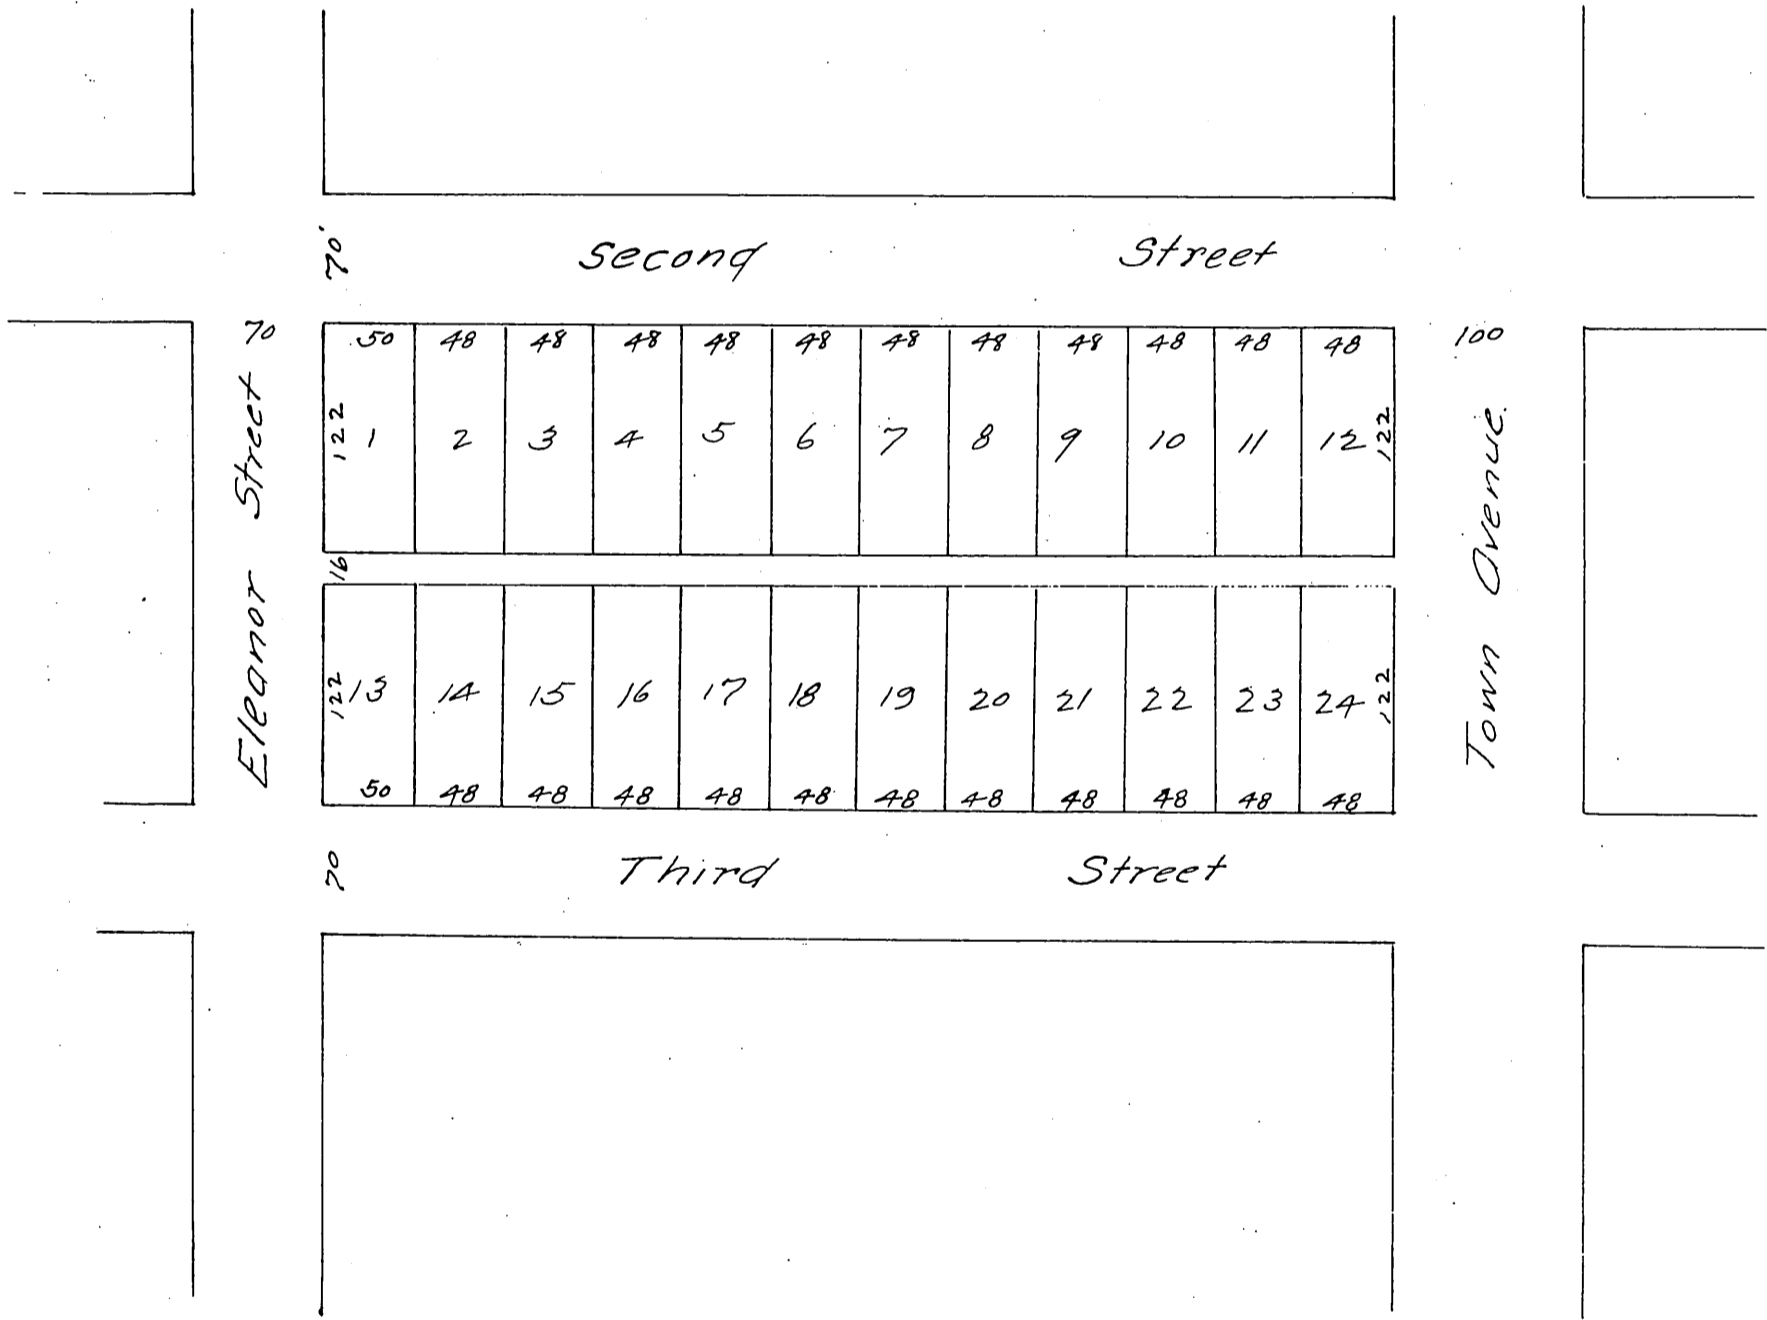 70' Second Street
70 50 48 48 48 48 48 48 48 48 48 48 48 100
122 1 2 3 4 5 6 7 8 9 10 11 12 122
Eleanor Street
Town Avenue
16
122 13 14 15 16 17 18 19 20 21 22 23 24 122
50 48 48 48 48 48 48 48 48 48 48 48
70 Third Street